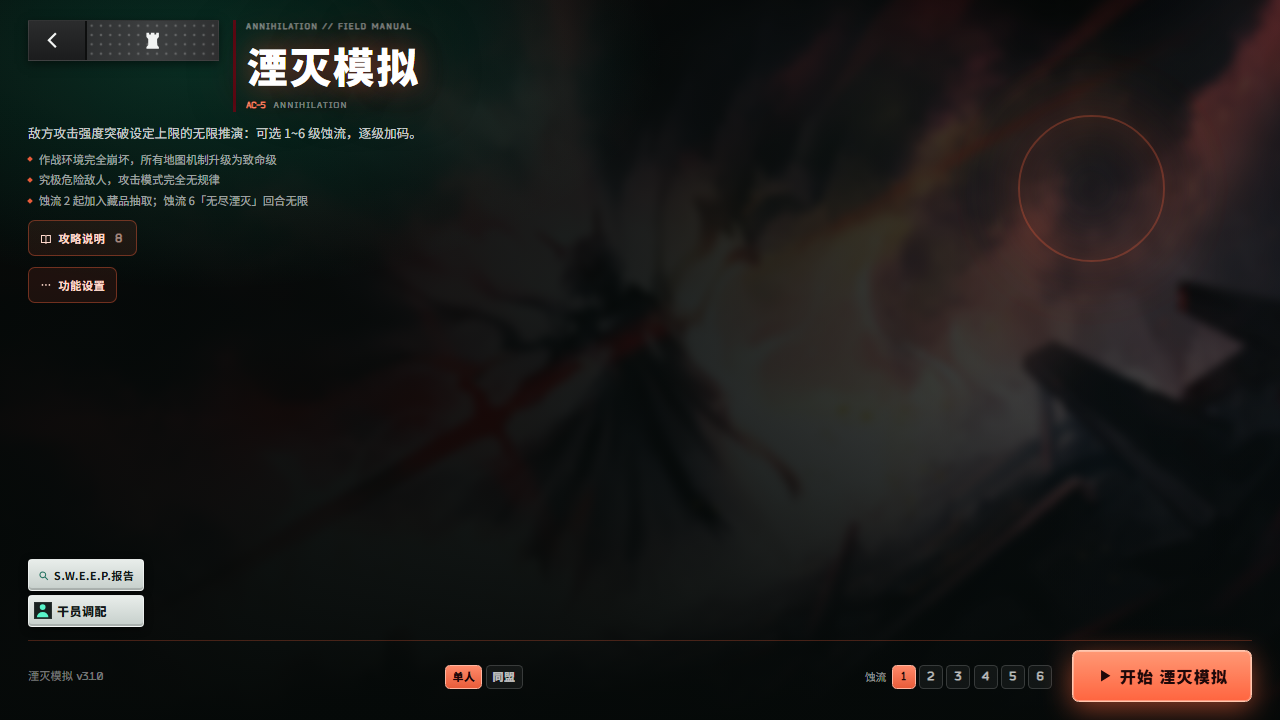 ANNIHILATION // FIELD MANUAL
湮灭模拟
AC-5 ANNIHILATION
敌方攻击强度突破设定上限的无限推演：可选 1~6 级蚀流，逐级加码。
作战环境完全崩坏，所有地图机制升级为致命级
究极危险敌人，攻击模式完全无规律
蚀流 2 起加入藏品抽取；蚀流 6「无尽湮灭」回合无限
攻略说明 8
功能设置
S.W.E.E.P.报告
干员调配
湮灭模拟 v3.1.0
单人 同盟
蚀流 1 2 3 4 5 6
开始 湮灭模拟